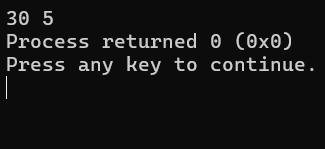 30 5
Process returned 0 (0x0)
Press any key to continue.